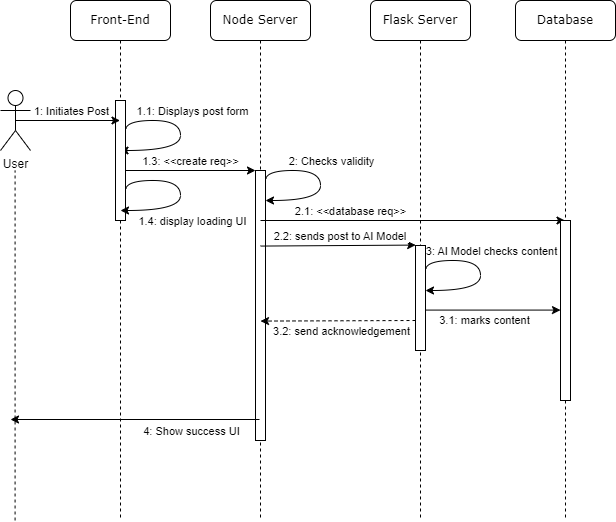 Front-End
Node Server
Flask Server
Database
1: Initiates Post
1.1: Displays post form
User
1.3: <<create req>>
2: Checks validity
1.4: display loading UI
2.1: <<database req>>
2.2: sends post to AI Model
3: AI Model checks content
3.1: marks content
3.2: send acknowledgement
4: Show success UI